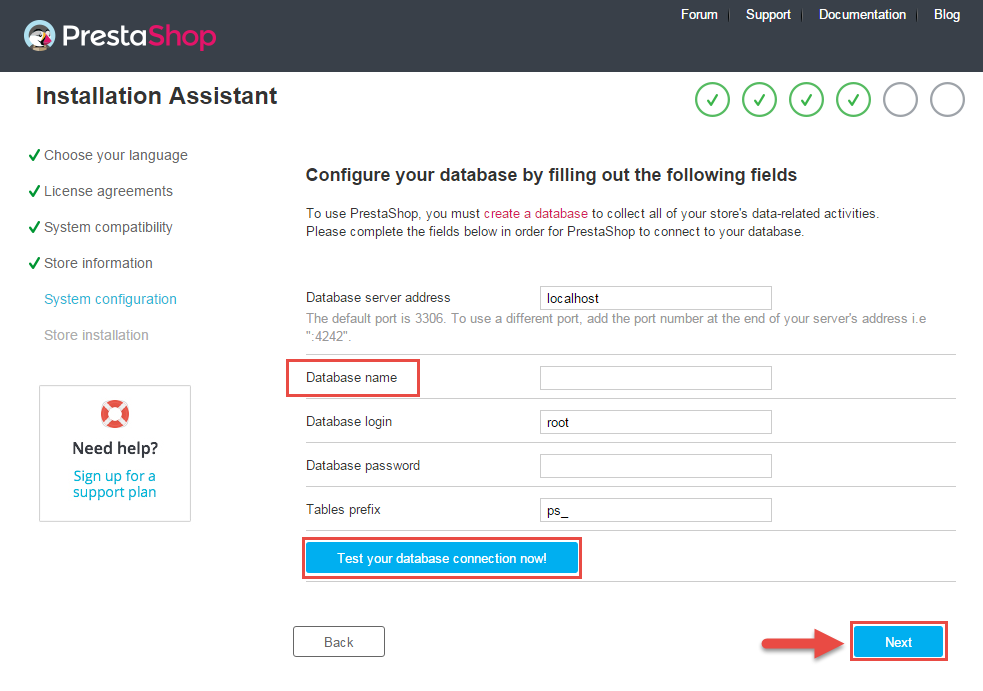 Forum
Support
Documentation
Blog
PrestaShop
Installation Assistant
Choose your language
License agreements
System compatibility
Store information
System configuration
Store installation
Need help?
Sign up for a
support plan
Configure your database by filling out the following fields
To use PrestaShop, you must create a database to collect all of your store's data-related activities.
Please complete the fields below in order for PrestaShop to connect to your database.
Database server address
localhost
The default port is 3306. To use a different port, add the port number at the end of your server's address i.e
":4242".
Database name
Database login
root
Database password
Tables prefix
ps_
Test your database connection now!
Back
Next